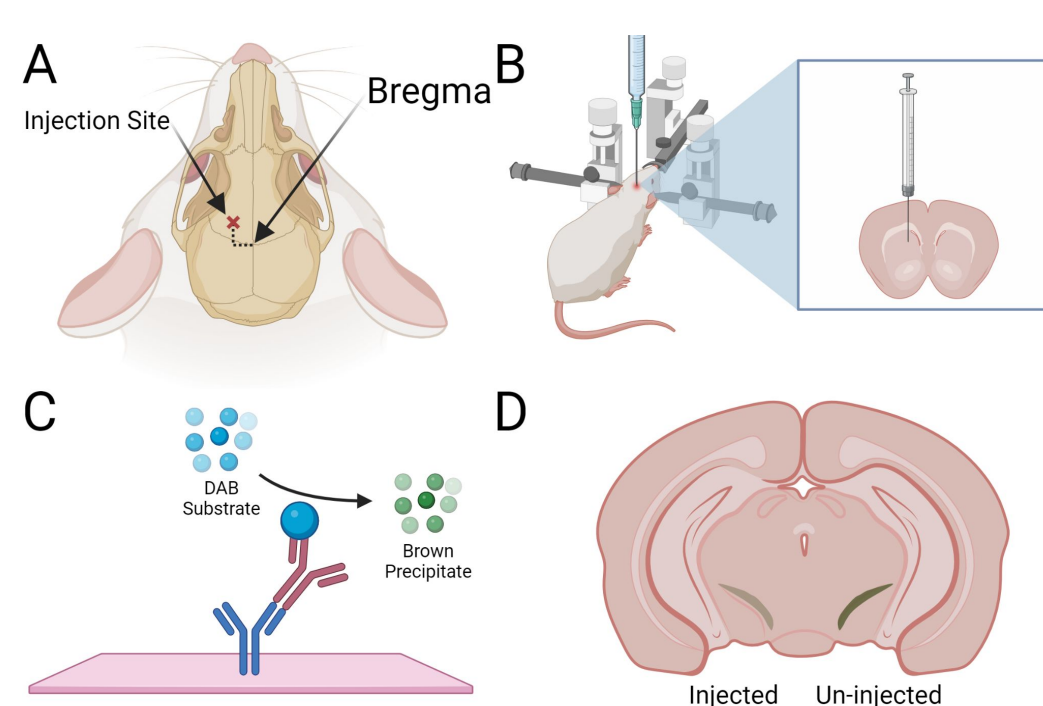 A
Injection Site
Bregma
B
C
DAB
Substrate
Brown
Precipitate
D
Injected
Un-injected